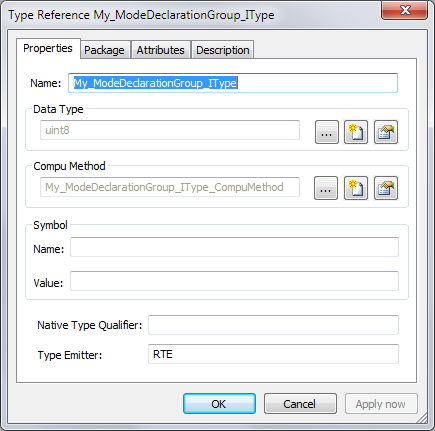 Type Reference My_ModeDeclarationGroup_IType
Properties Package Attributes Description
Name: My_ModeDeclarationGroup_IType
Data Type
uint8 ...
Compu Method
My_ModeDeclarationGroup_IType_CompuMethod ...
Symbol
Name:
Value:
Native Type Qualifier:
Type Emitter: RTE
OK Cancel Apply now